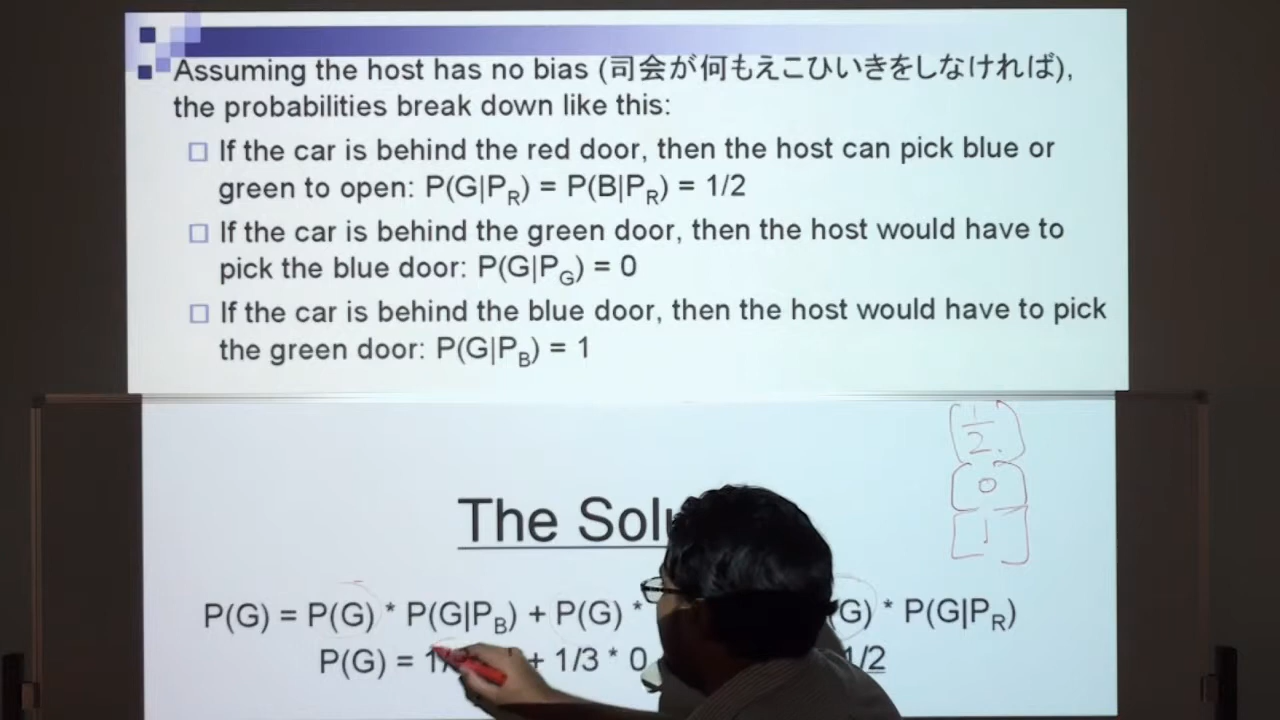 Assuming the host has no bias (司会が何もえこひいきをしなければ),
the probabilities break down like this:
If the car is behind the red door, then the host can pick blue or
green to open: P(G|PR) = P(B|PR) = 1/2
If the car is behind the green door, then the host would have to
pick the blue door: P(G|PG) = 0
If the car is behind the blue door, then the host would have to pick
the green door: P(G|PB) = 1
1/2
0
1
The
P(G) = P(G) * P(G|PB) + P(G) * G) * P(G|PR)
P(G) = + 1/3 * 0 1/2